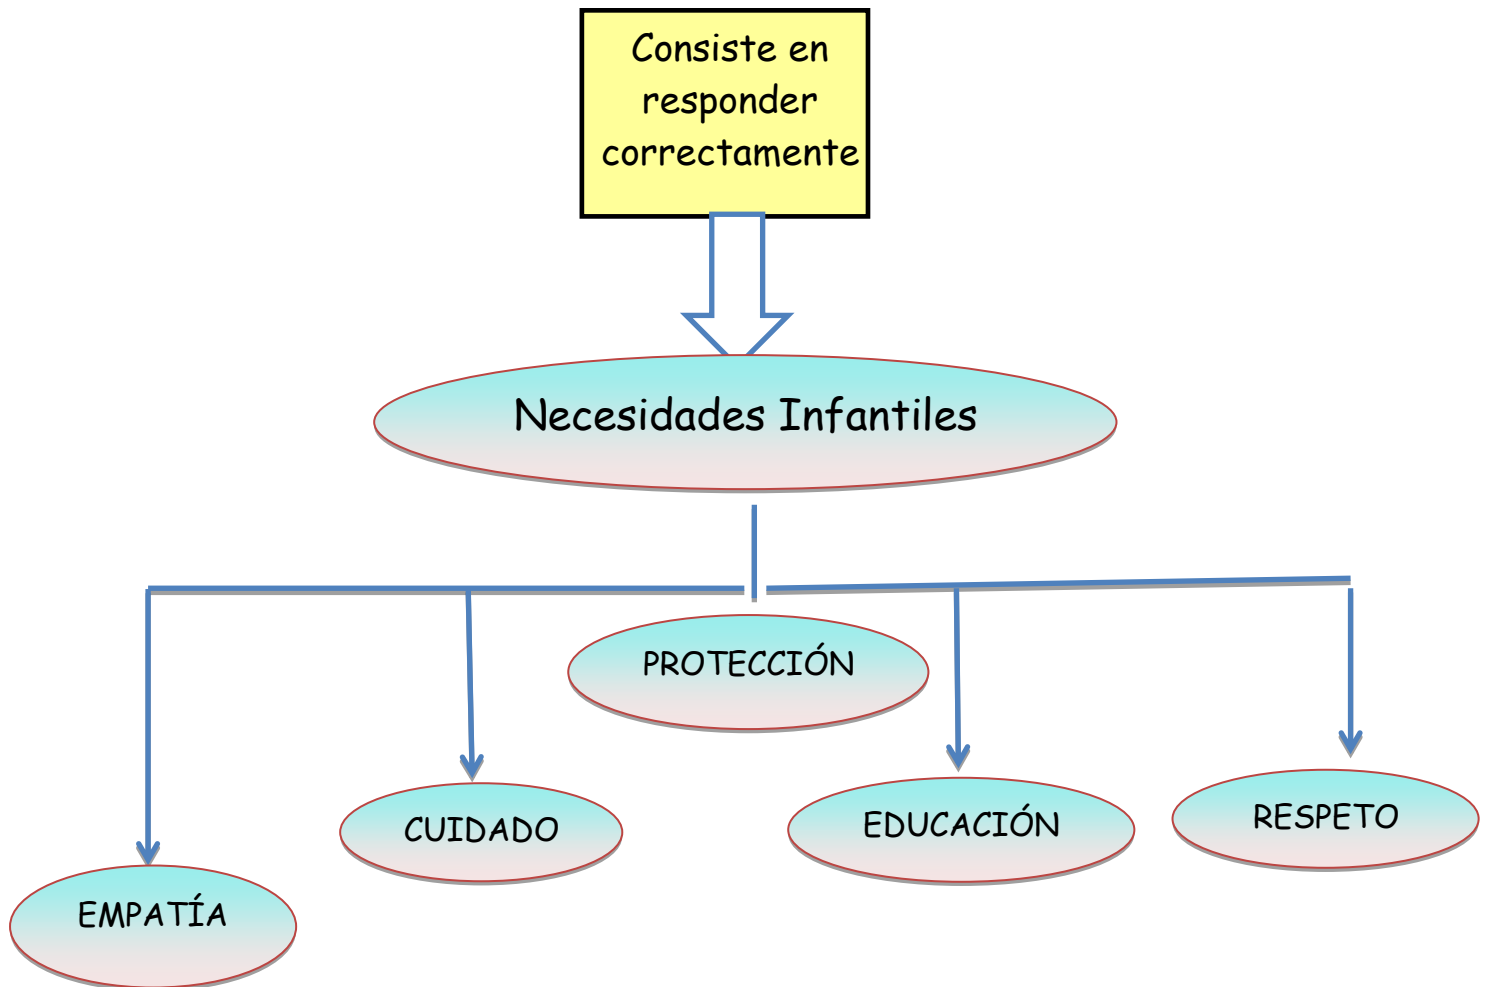 Consiste en
responder
correctamente
Necesidades Infantiles
PROTECCIÓN
CUIDADO
EDUCACIÓN
RESPETO
EMPATÍA